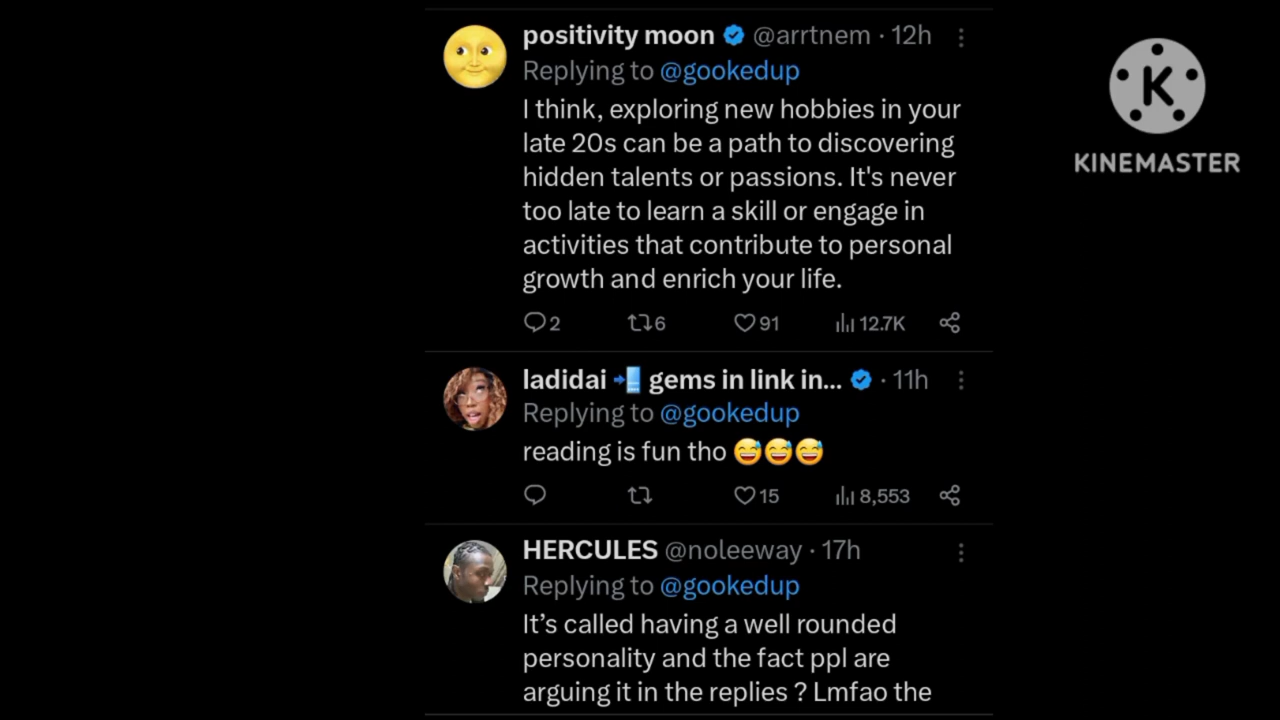 positivity moon @arrtnem · 12h
Replying to @gookedup
I think, exploring new hobbies in your
late 20s can be a path to discovering
hidden talents or passions. It's never
too late to learn a skill or engage in
activities that contribute to personal
growth and enrich your life.
2 6 91 12.7K
ladidai 📲 gems in link in... · 11h
Replying to @gookedup
reading is fun tho 😅😅😅
15 8,553
HERCULES @noleeway · 17h
Replying to @gookedup
It’s called having a well rounded
personality and the fact ppl are
arguing it in the replies ? Lmfao the
K
KINEMASTER